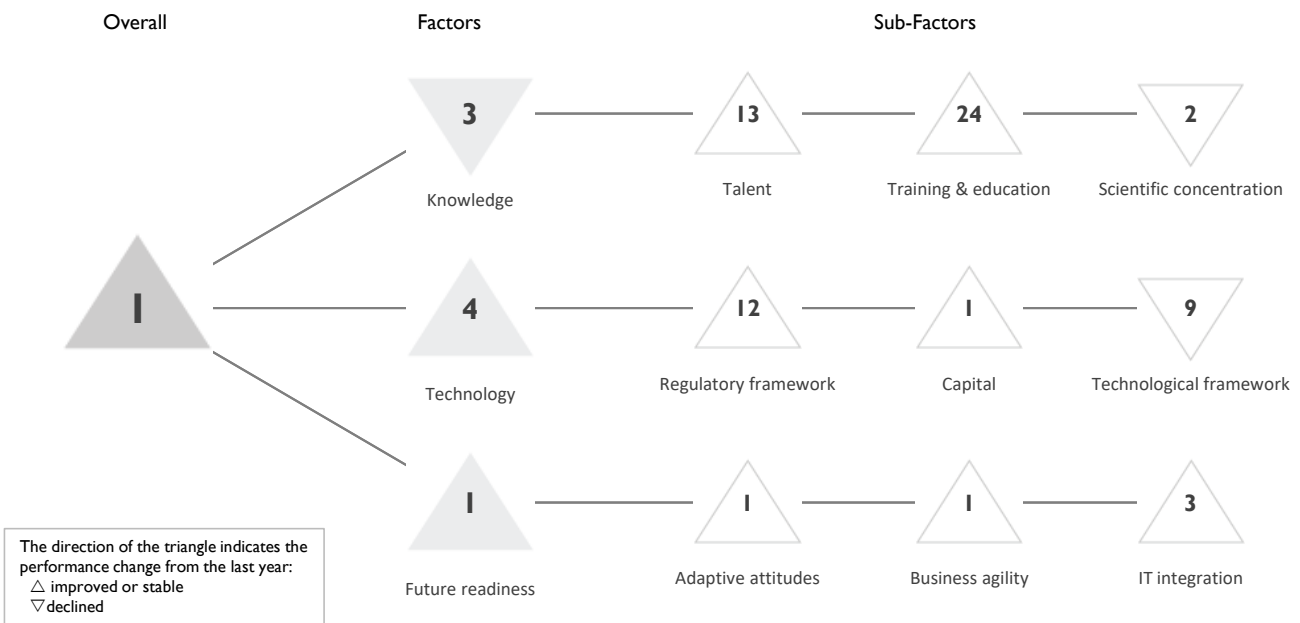 Overall
Factors
Sub-Factors
3
13
24
2
Knowledge
Talent
Training & education
Scientific concentration
1
4
12
1
9
Technology
Regulatory framework
Capital
Technological framework
1
1
1
3
Future readiness
Adaptive attitudes
Business agility
IT integration
The direction of the triangle indicates the
performance change from the last year:
△ improved or stable
▽ declined